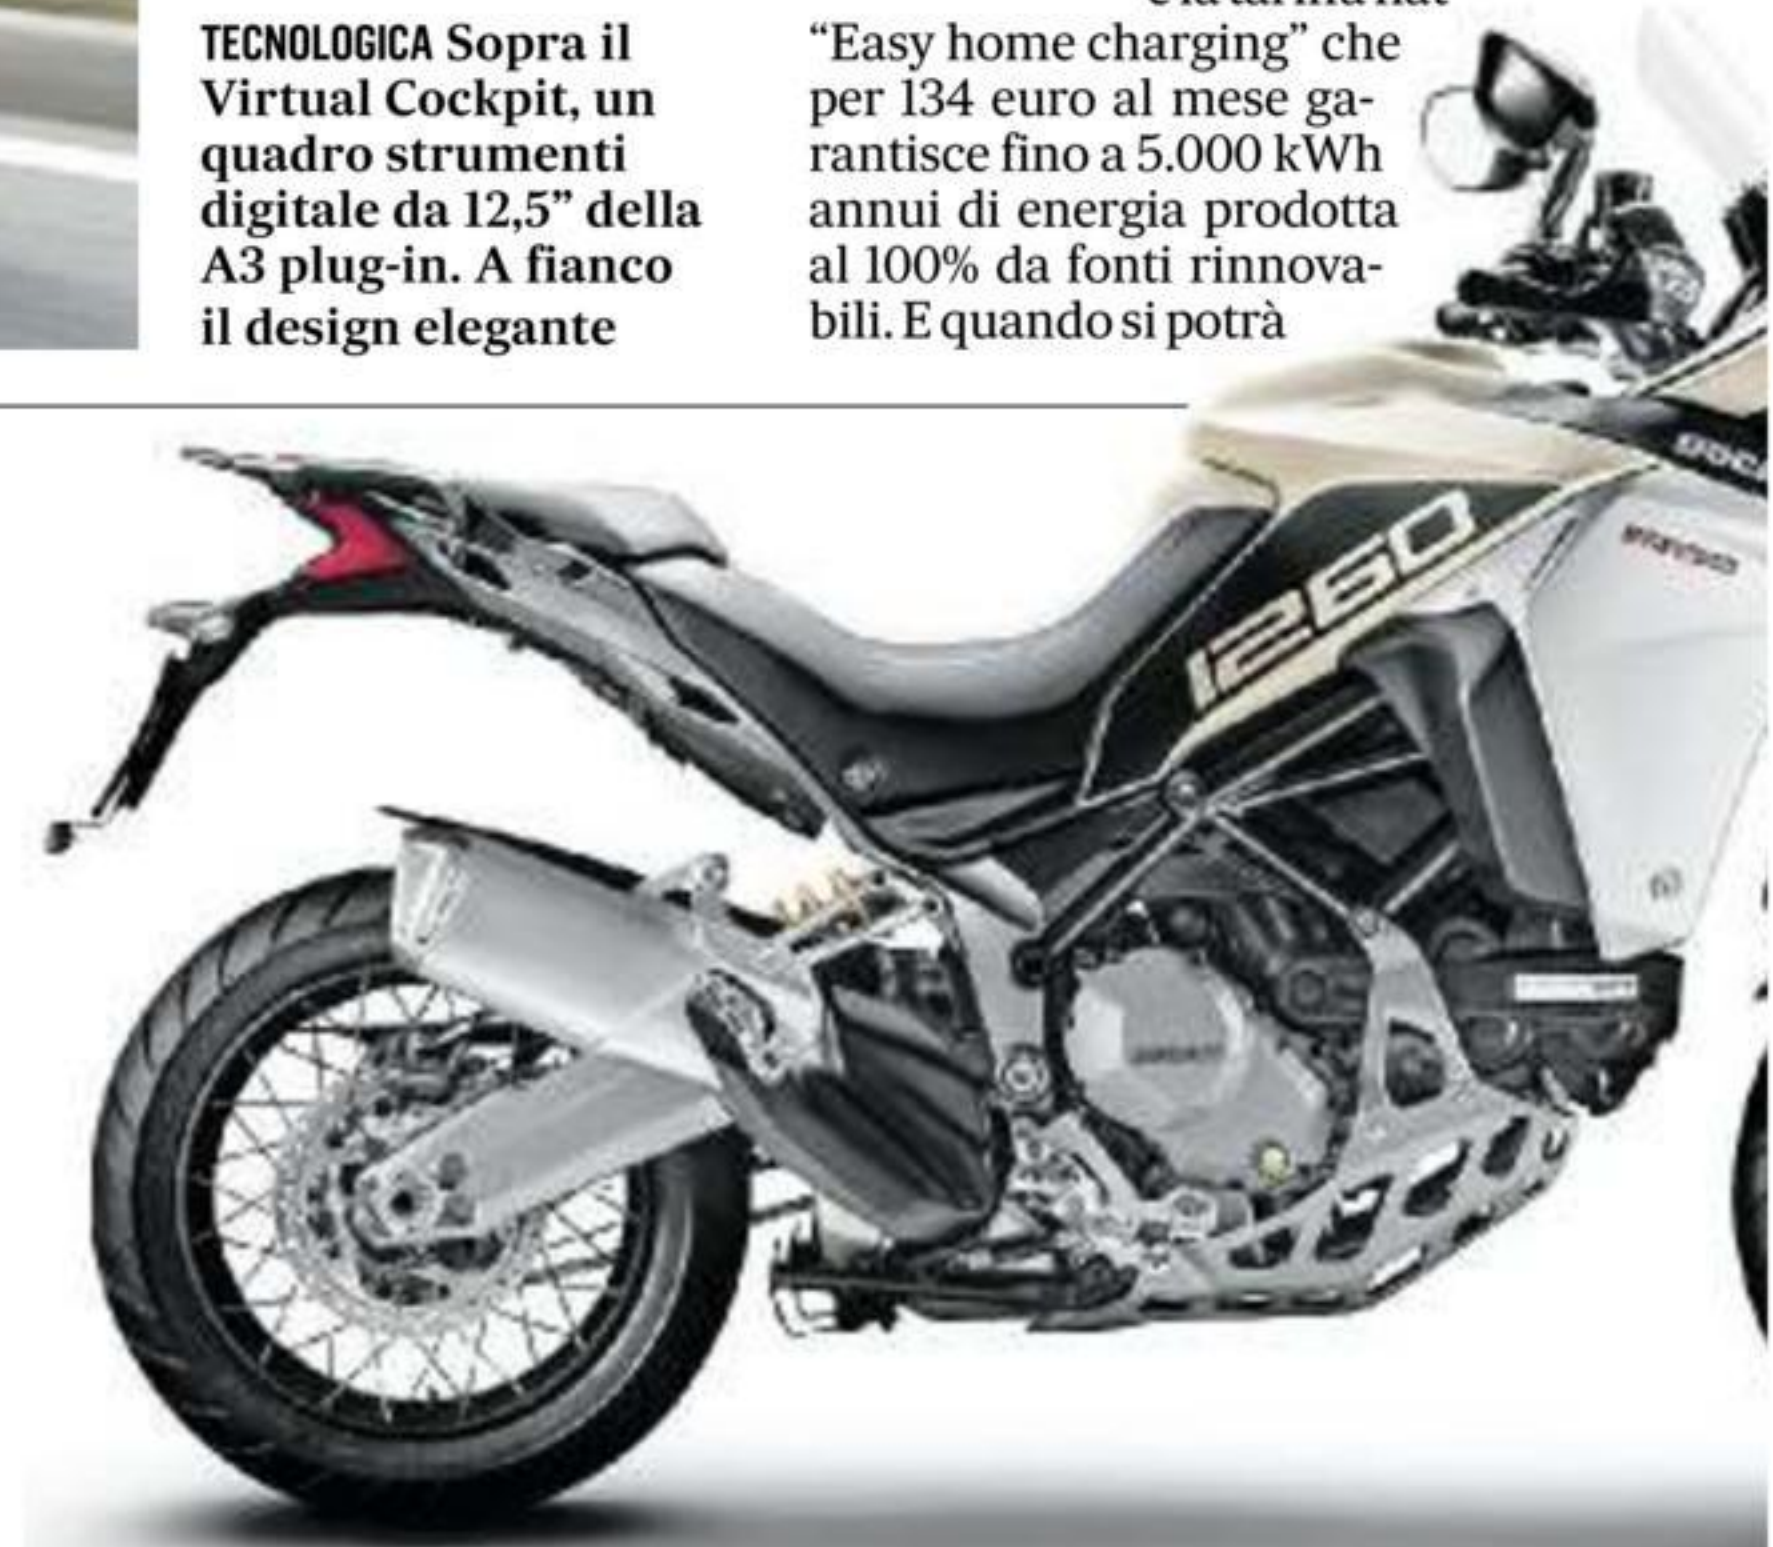 TECNOLOGICA Sopra il
Virtual Cockpit, un
quadro strumenti
digitale da 12,5” della
A3 plug-in. A fianco
il design elegante
“Easy home charging” che
per 134 euro al mese ga-
rantisce fino a 5.000 kWh
annui di energia prodotta
al 100% da fonti rinnova-
bili. E quando si potrà
1260